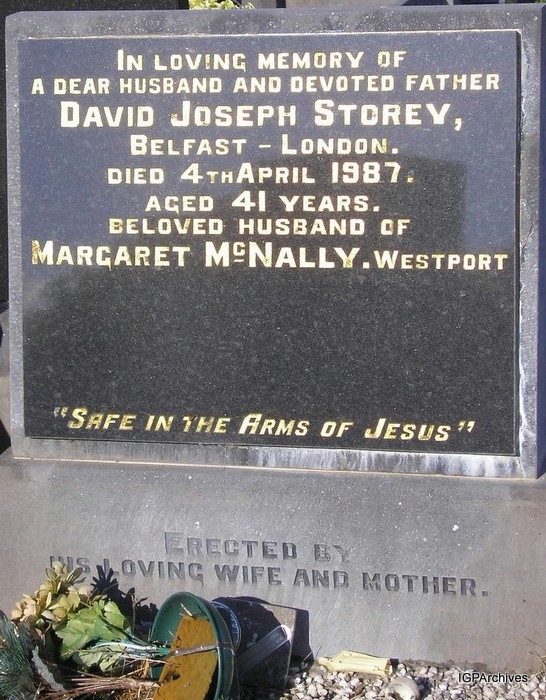 In loving memory of
a dear husband and devoted father
David Joseph Storey,
Belfast - London.
died 4th April 1987.
aged 41 years.
beloved husband of
Margaret McNally. Westport
"Safe in the Arms of Jesus"
Erected by
his loving wife and mother.
IGPArchives